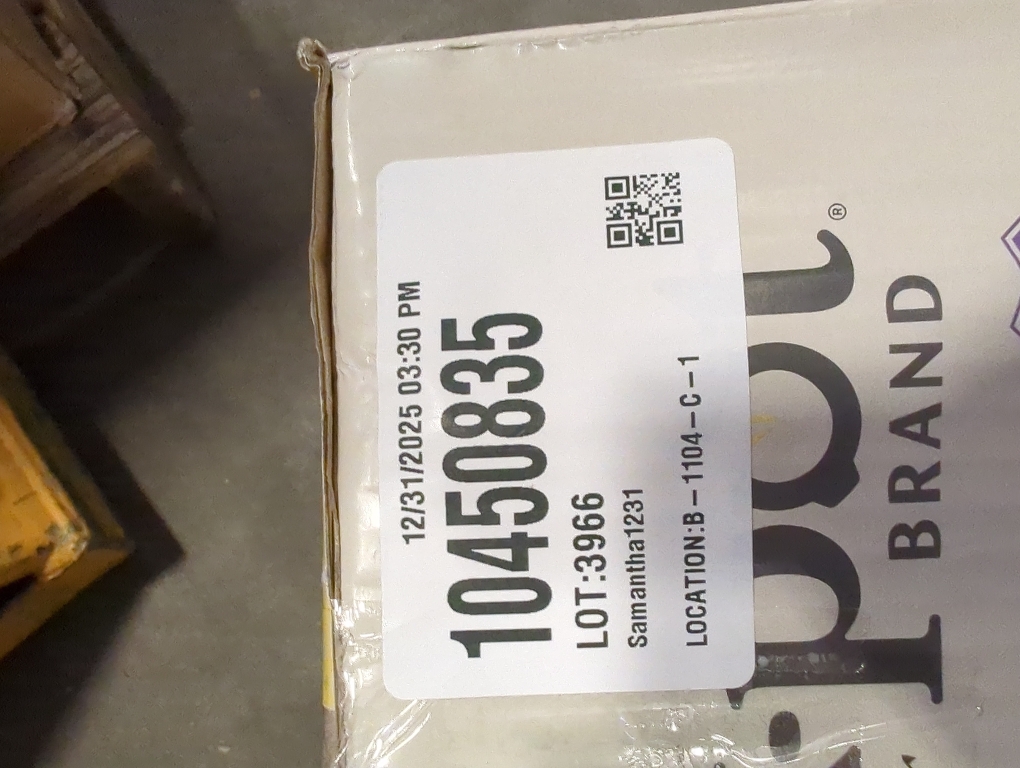 12/31/2025 03:30 PM
10450835
LOT:3966
Samantha1231
LOCATION:B-1104-C-1
®
BRAND